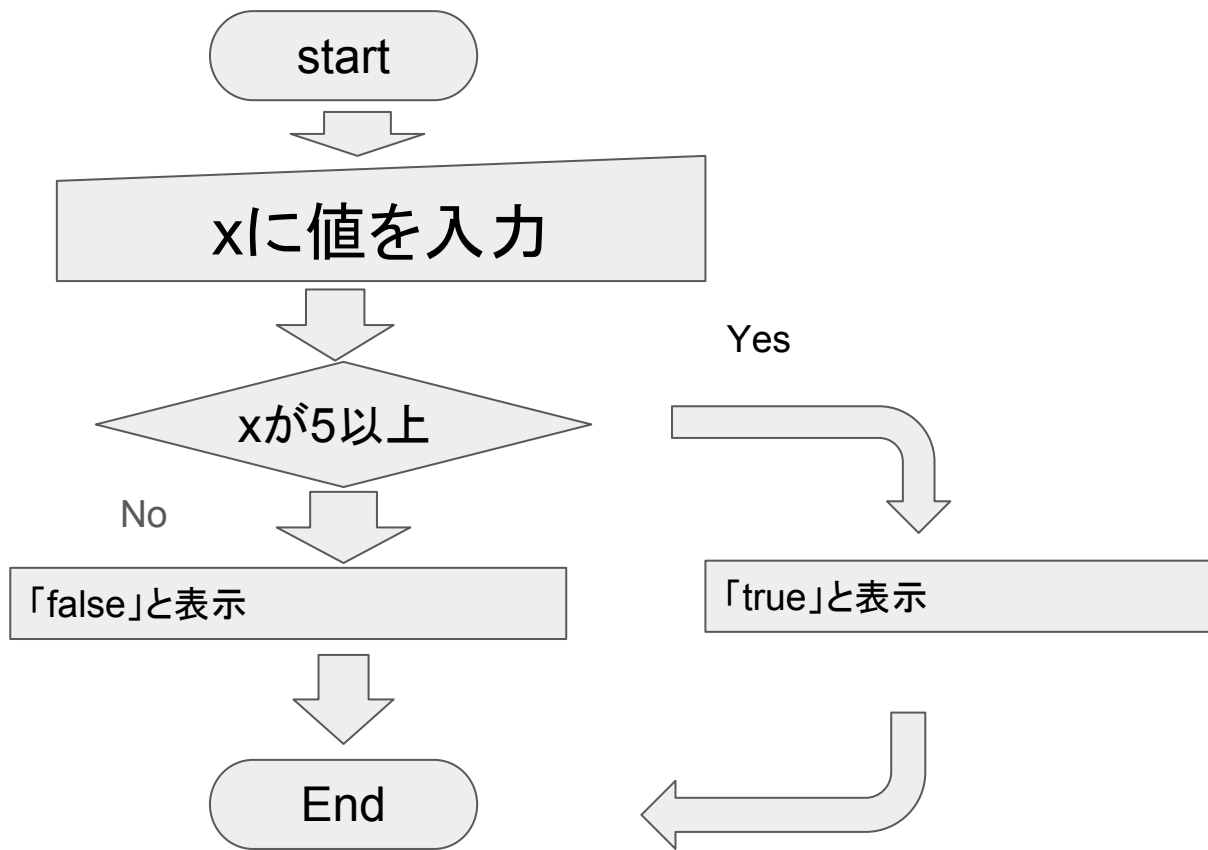 start
xに値を入力
Yes
xが5以上
No
「false」と表示
「true」と表示
End